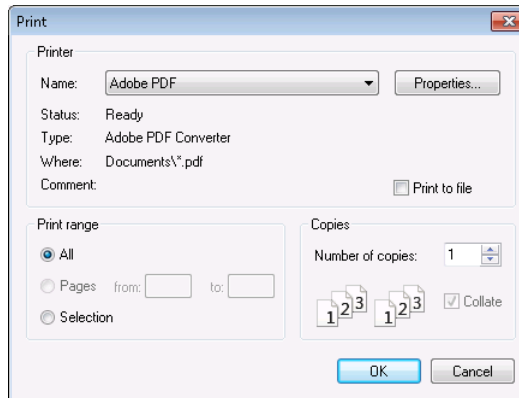 Print
Printer
Name: Adobe PDF Properties...
Status: Ready
Type: Adobe PDF Converter
Where: Documents\*.pdf
Comment:
Print to file
Print range
All
Pages from: to:
Selection
Copies
Number of copies: 1
1 2 3 1 2 3
Collate
OK Cancel